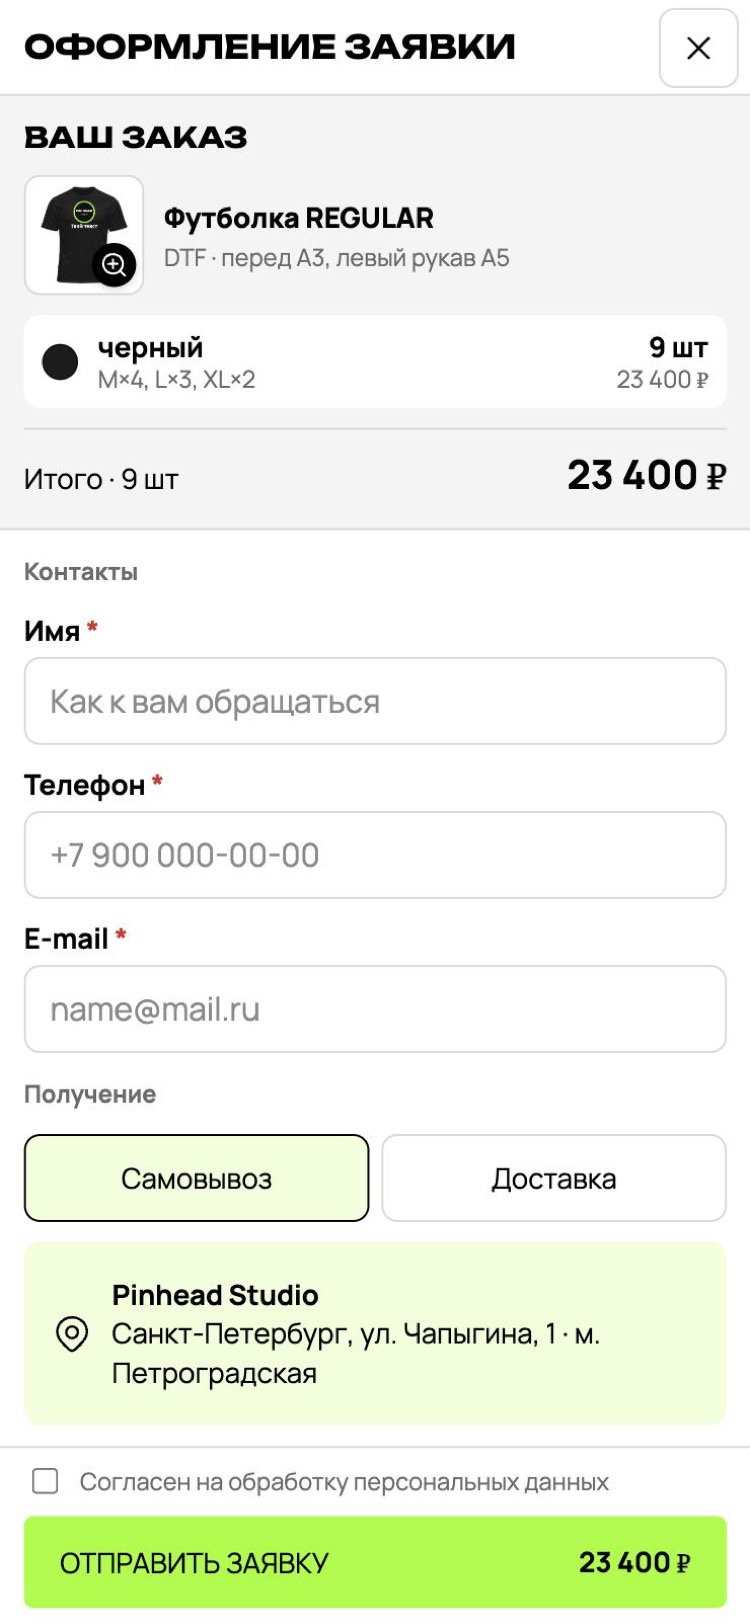 ОФОРМЛЕНИЕ ЗАЯВКИ
ВАШ ЗАКАЗ
Футболка REGULAR
DTF · перед А3, левый рукав А5
черный
9 шт
M×4, L×3, XL×2
23 400 ₽
Итого · 9 шт
23 400 ₽
Контакты
Имя *
Как к вам обращаться
Телефон *
+7 900 000-00-00
E-mail *
name@mail.ru
Получение
Самовывоз
Доставка
Pinhead Studio
Санкт-Петербург, ул. Чапыгина, 1 · м.
Петроградская
Согласен на обработку персональных данных
ОТПРАВИТЬ ЗАЯВКУ
23 400 ₽